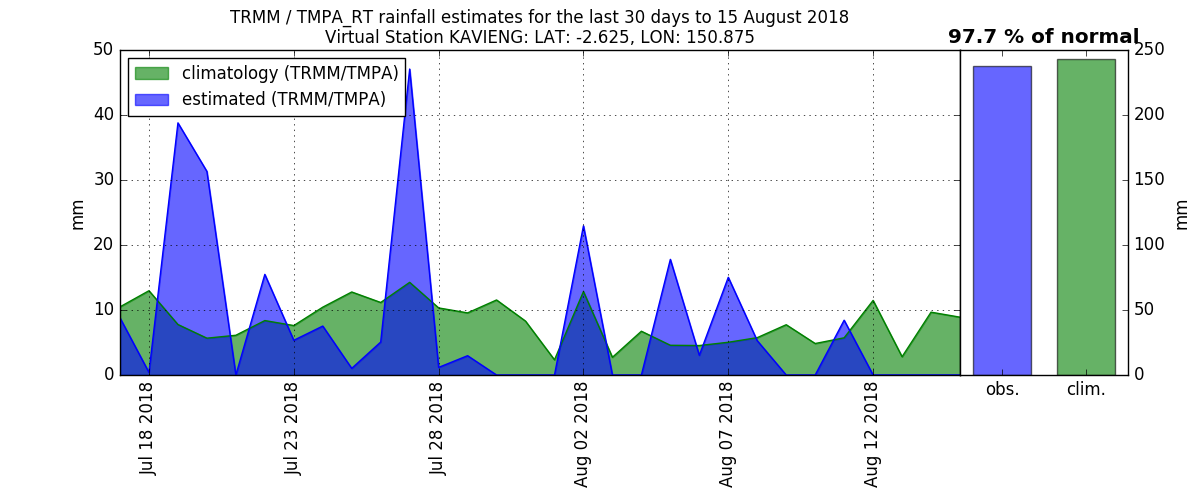 TRMM / TMPA_RT rainfall estimates for the last 30 days to 15 August 2018
Virtual Station KAVIENG: LAT: -2.625, LON: 150.875
97.7 % of normal
climatology (TRMM/TMPA)
estimated (TRMM/TMPA)
50
40
30
20
10
0
mm
Jul 18 2018
Jul 23 2018
Jul 28 2018
Aug 02 2018
Aug 07 2018
Aug 12 2018
250
200
150
100
50
0
mm
obs.
clim.